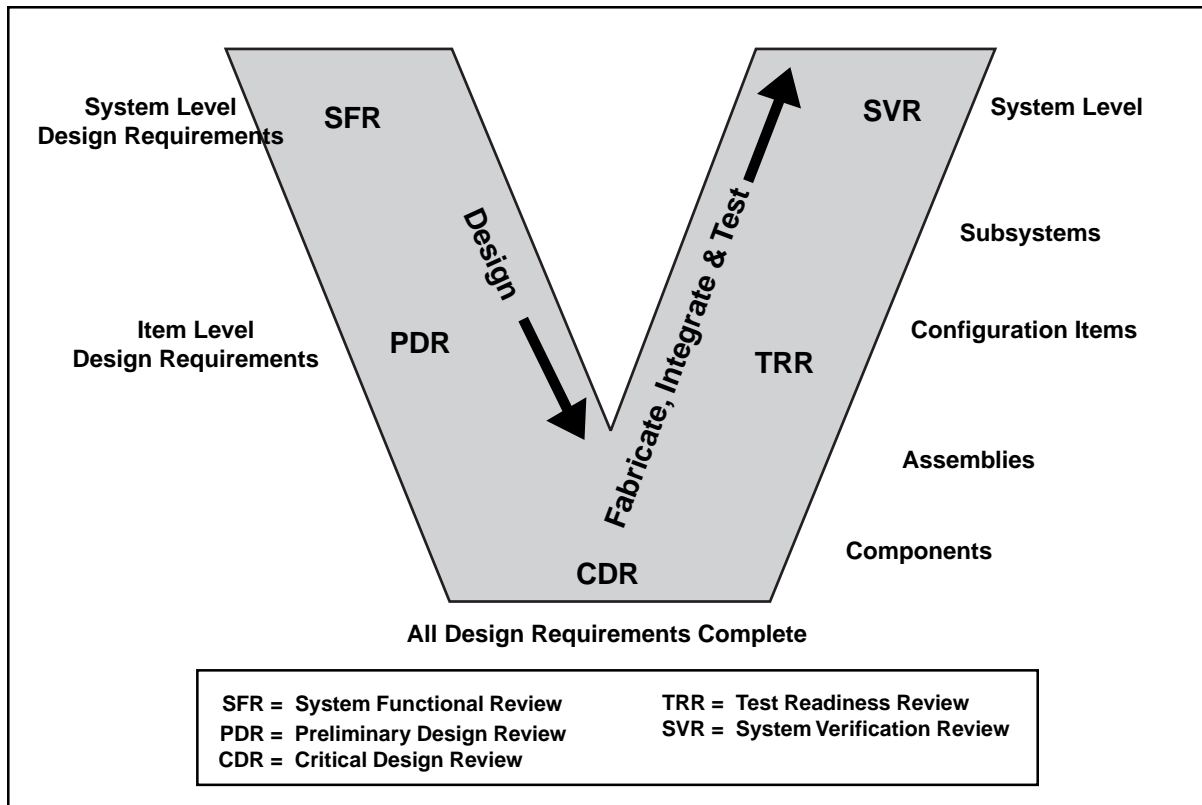 System Level
Design Requirements
SFR
SVR
System Level
Design
Subsystems
Item Level
Design Requirements
PDR
Fabricate, Integrate & Test
TRR
Configuration Items
Assemblies
Components
CDR
All Design Requirements Complete
SFR = System Functional Review
PDR = Preliminary Design Review
CDR = Critical Design Review
TRR = Test Readiness Review
SVR = System Verification Review